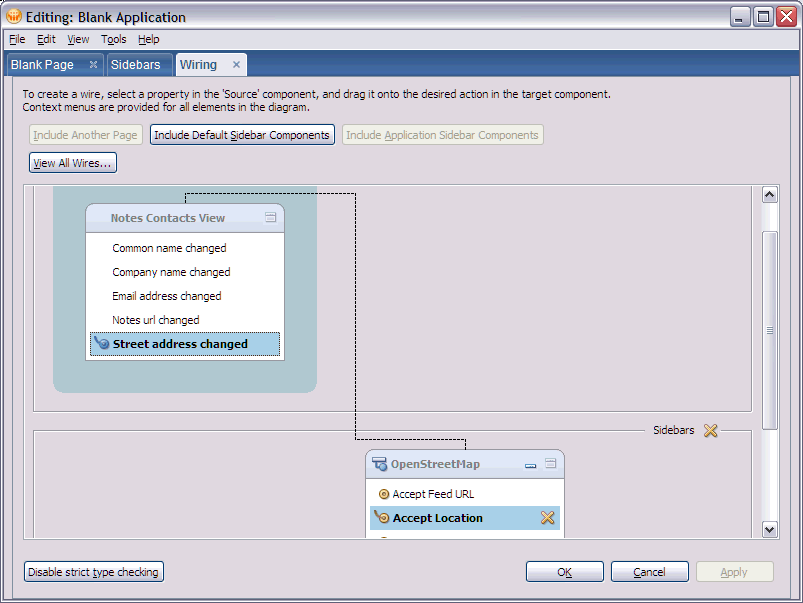 Editing: Blank Application
File Edit View Tools Help
Blank Page Sidebars Wiring
To create a wire, select a property in the 'Source' component, and drag it onto the desired action in the target component.
Context menus are provided for all elements in the diagram.
Include Another Page Include Default Sidebar Components Include Application Sidebar Components
View All Wires...
Notes Contacts View
Common name changed
Company name changed
Email address changed
Notes url changed
Street address changed
Sidebars
OpenStreetMap
Accept Feed URL
Accept Location
Disable strict type checking OK Cancel Apply